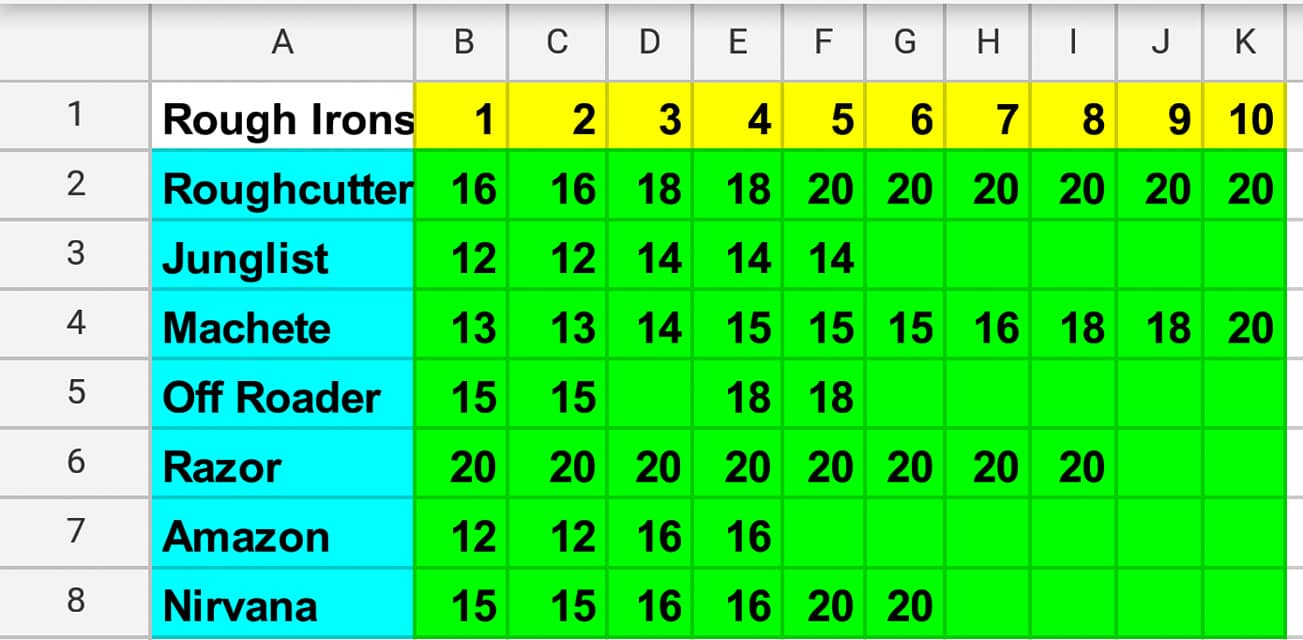 A B C D E F G H I J K
1 Rough Irons 1 2 3 4 5 6 7 8 9 10
2 Roughcutter 16 16 18 18 20 20 20 20 20 20
3 Junglist 12 12 14 14 14
4 Machete 13 13 14 15 15 15 16 18 18 20
5 Off Roader 15 15 18 18
6 Razor 20 20 20 20 20 20 20 20
7 Amazon 12 12 16 16
8 Nirvana 15 15 16 16 20 20